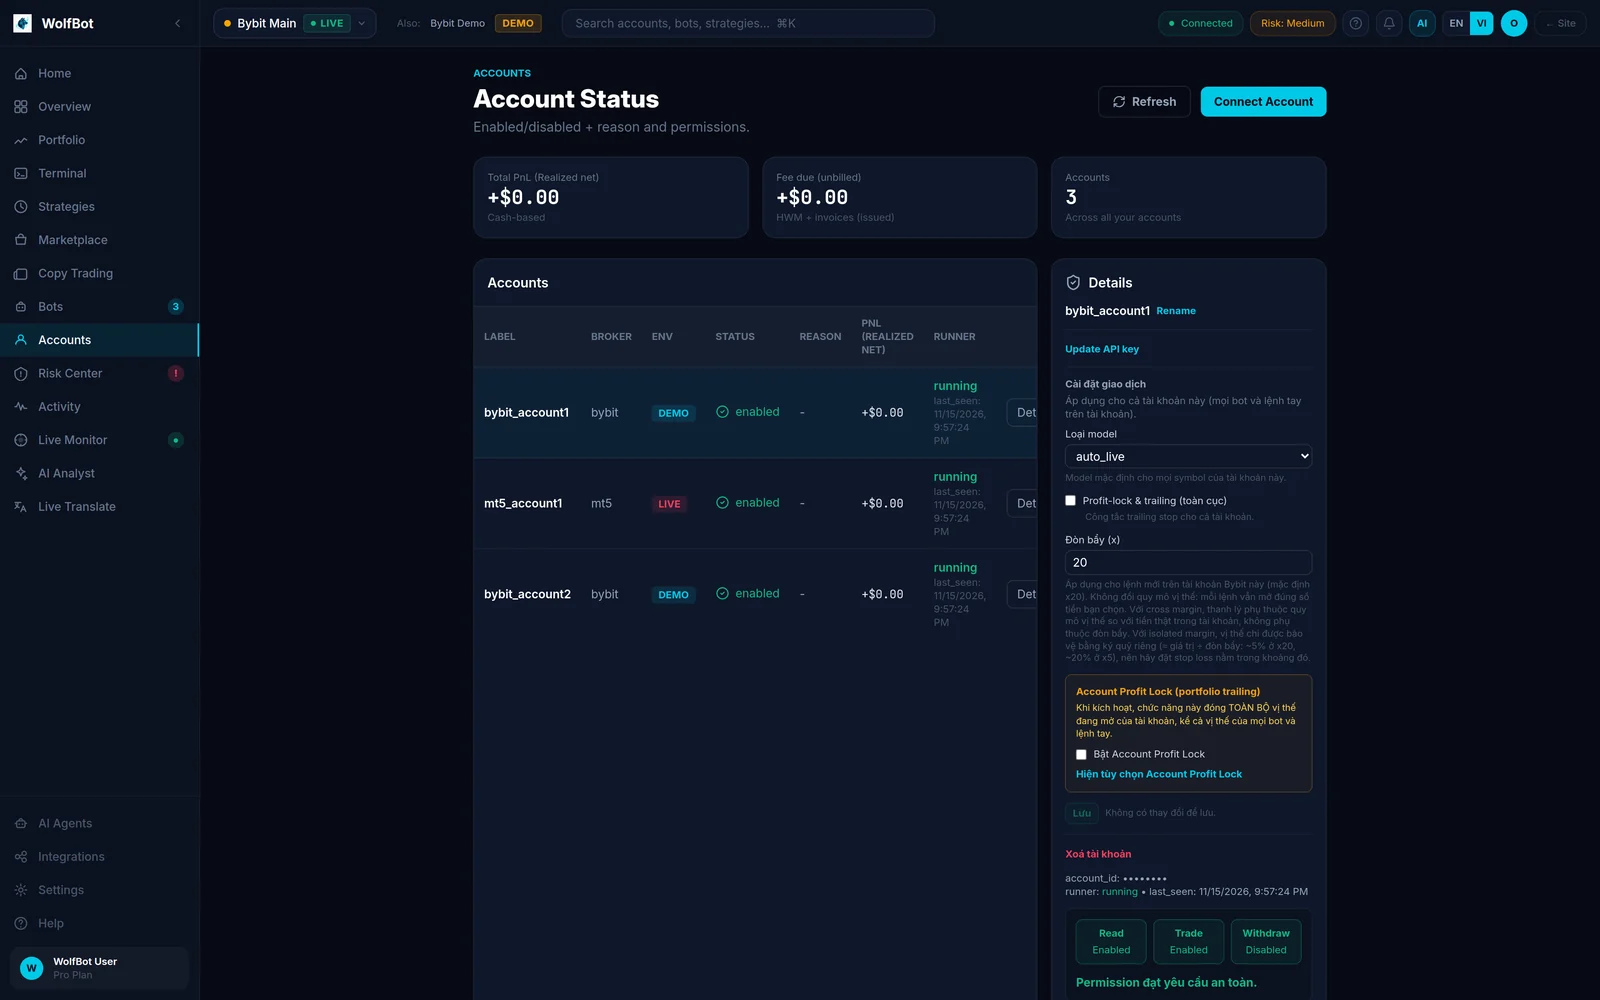 WolfBot
Bybit Main
LIVE
Also:
Bybit Demo
DEMO
Search accounts, bots, strategies... ⌘K
Connected
Risk: Medium
AI
EN
VI
O
← Site
Home
Overview
Portfolio
Terminal
Strategies
Marketplace
Copy Trading
Bots
3
Accounts
Risk Center
!
Activity
Live Monitor
AI Analyst
Live Translate
AI Agents
Integrations
Settings
Help
W
WolfBot User
Pro Plan
ACCOUNTS
Account Status
Enabled/disabled + reason and permissions.
Refresh
Connect Account
Total PnL (Realized net)
+$0.00
Cash-based
Fee due (unbilled)
+$0.00
HWM + invoices (issued)
Accounts
3
Across all your accounts
Accounts
LABEL BROKER ENV STATUS REASON PNL (REALIZED NET) RUNNER
bybit_account1 bybit DEMO enabled - +$0.00
running
last_seen:
11/15/2026,
9:57:24
PM
Det
mt5_account1 mt5 LIVE enabled - +$0.00
running
last_seen:
11/15/2026,
9:57:24
PM
Det
bybit_account2 bybit DEMO enabled - +$0.00
running
last_seen:
11/15/2026,
9:57:24
PM
Det
Details
bybit_account1 Rename
Update API key
Cài đặt giao dịch
Áp dụng cho cả tài khoản này (mọi bot và lệnh tay
trên tài khoản).
Loại model
auto_live
Model mặc định cho mọi symbol của tài khoản này.
Profit-lock & trailing (toàn cục)
Công tắc trailing stop cho cả tài khoản.
Đòn bẩy (x)
20
Áp dụng cho lệnh mới trên tài khoản Bybit này (mặc định
x20). Không đổi quy mô vị thế: mỗi lệnh vẫn mở đúng số
tiền bạn chọn. Với cross margin, thanh lý phụ thuộc quy
mô vị thế so với tiền thật trong tài khoản, không phụ
thuộc đòn bẩy. Với isolated margin, vị thế chỉ được bảo
vệ bằng ký quỹ riêng (≈ giá trị ÷ đòn bẩy: ~5% ở x20,
~20% ở x5), nên hãy đặt stop loss nằm trong khoảng đó.
Account Profit Lock (portfolio trailing)
Khi kích hoạt, chức năng này đóng TOÀN BỘ vị thế
đang mở của tài khoản, kể cả vị thế của mọi bot và
lệnh tay.
Bật Account Profit Lock
Hiện tùy chọn Account Profit Lock
Lưu
Không có thay đổi để lưu.
Xoá tài khoản
account_id: ••••••••
runner: running • last_seen: 11/15/2026, 9:57:24 PM
Read
Enabled
Trade
Enabled
Withdraw
Disabled
Permission đạt yêu cầu an toàn.